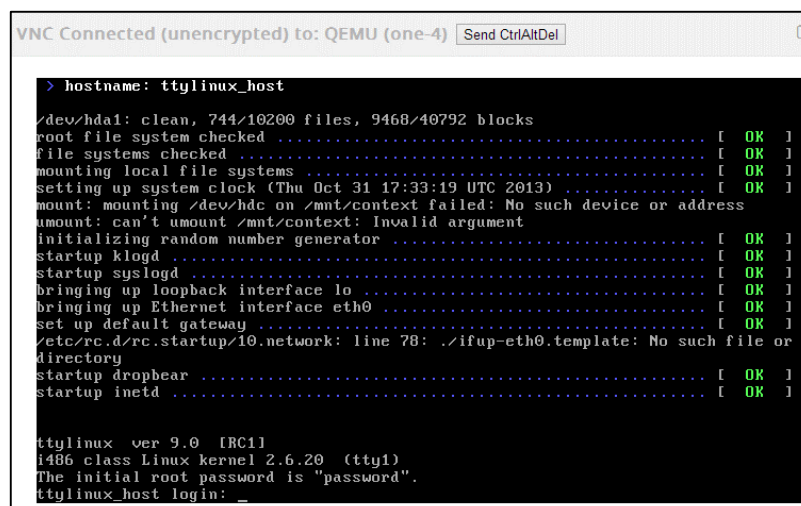 VNC Connected (unencrypted) to: QEMU (one-4) Send CtrlAltDel
> hostname: ttylinux_host
/dev/hda1: clean, 744/10200 files, 9468/40792 blocks
root file system checked ............................................. [ OK ]
file systems checked ................................................. [ OK ]
mounting local file systems .......................................... [ OK ]
setting up system clock (Thu Oct 31 17:33:19 UTC 2013) ............... [ OK ]
mount: mounting /dev/hdc on /mnt/context failed: No such device or address
umount: can't umount /mnt/context: Invalid argument
initializing random number generator ................................. [ OK ]
startup klogd ........................................................ [ OK ]
startup syslogd ...................................................... [ OK ]
bringing up loopback interface lo .................................... [ OK ]
bringing up Ethernet interface eth0 .................................. [ OK ]
set up default gateway ............................................... [ OK ]
/etc/rc.d/rc.startup/10.network: line 78: ./ifup-eth0.template: No such file or
directory
startup dropbear ..................................................... [ OK ]
startup inetd ........................................................ [ OK ]
ttylinux ver 9.0 [RC1]
i486 class Linux kernel 2.6.20 (tty1)
The initial root password is "password".
ttylinux_host login: _